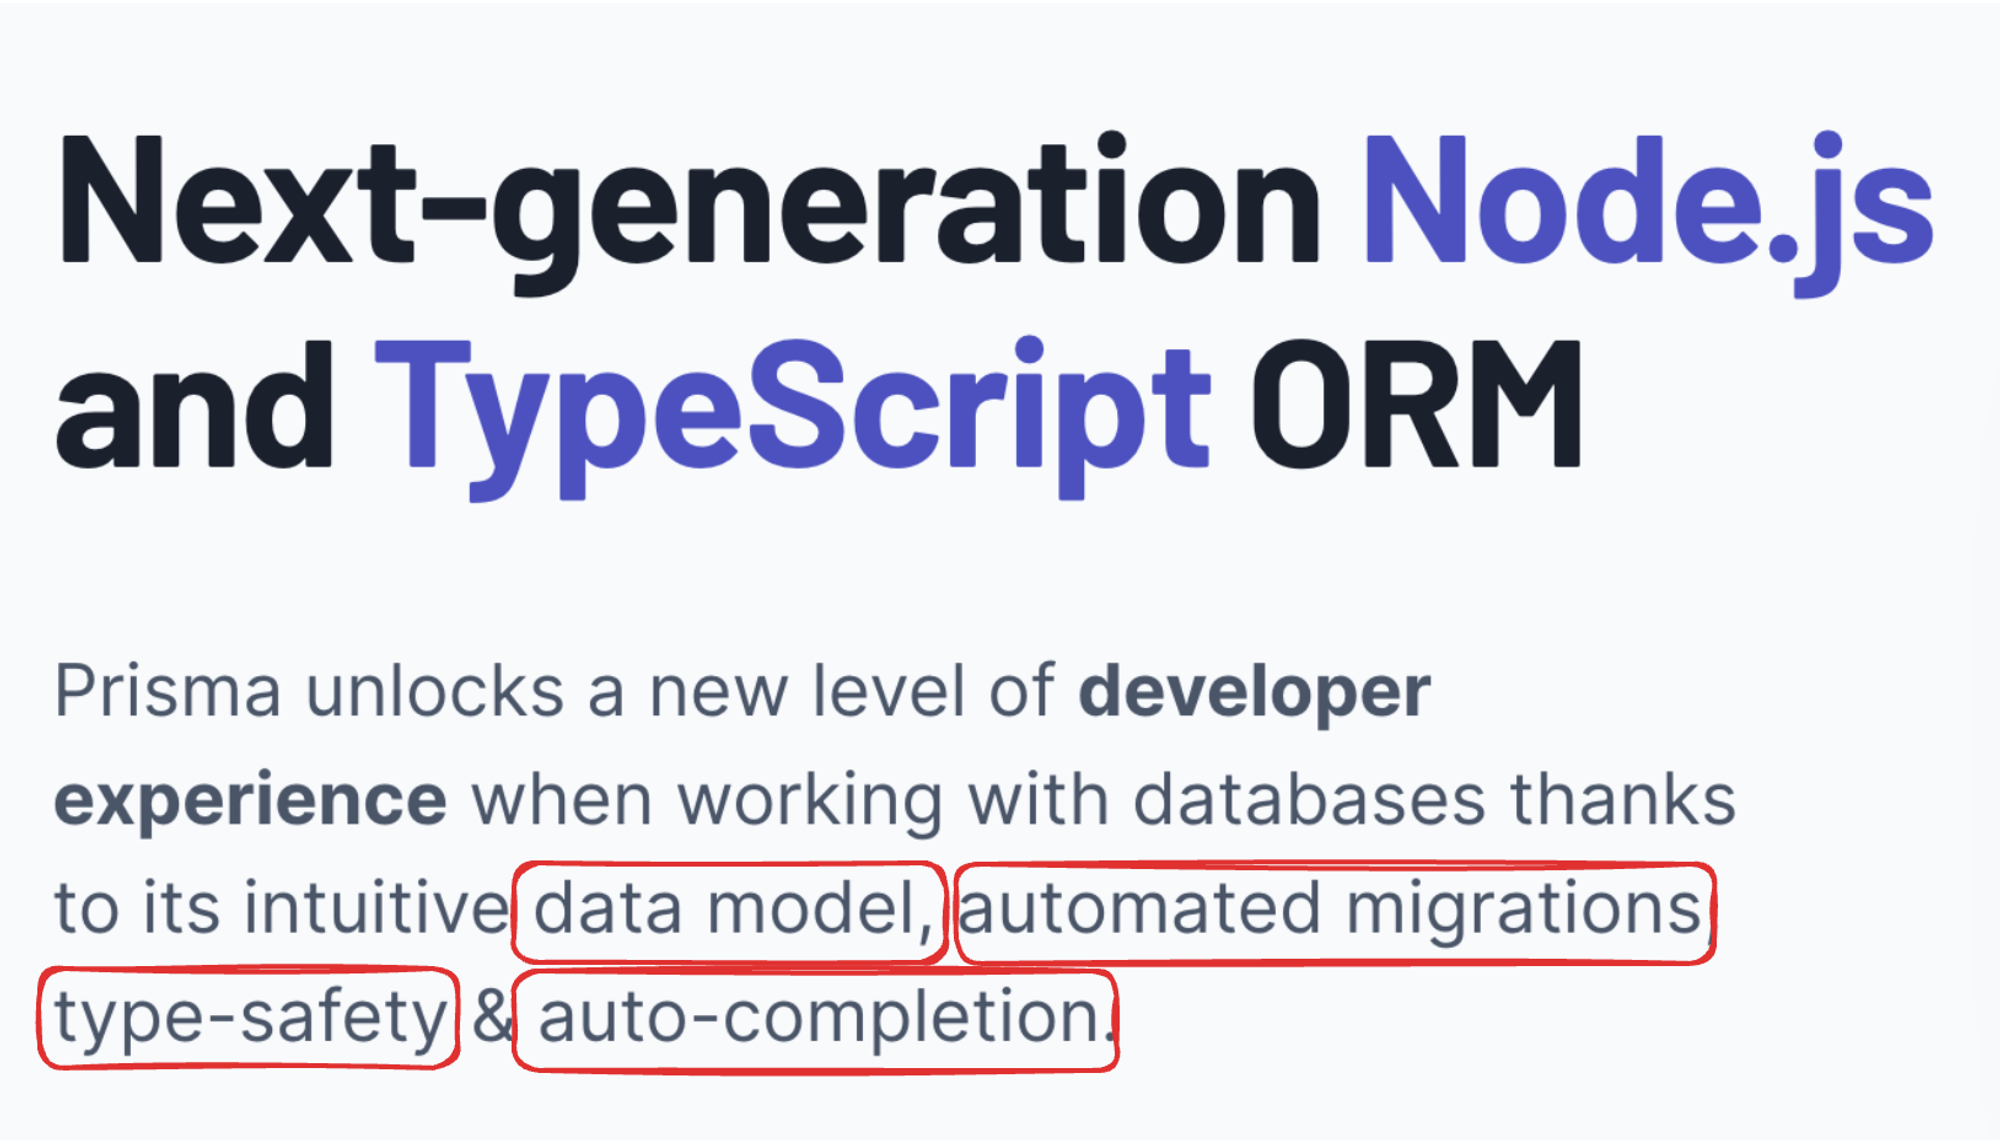 Next-generation Node.js
and TypeScript ORM
Prisma unlocks a new level of developer
experience when working with databases thanks
to its intuitive data model, automated migrations,
type-safety & auto-completion.